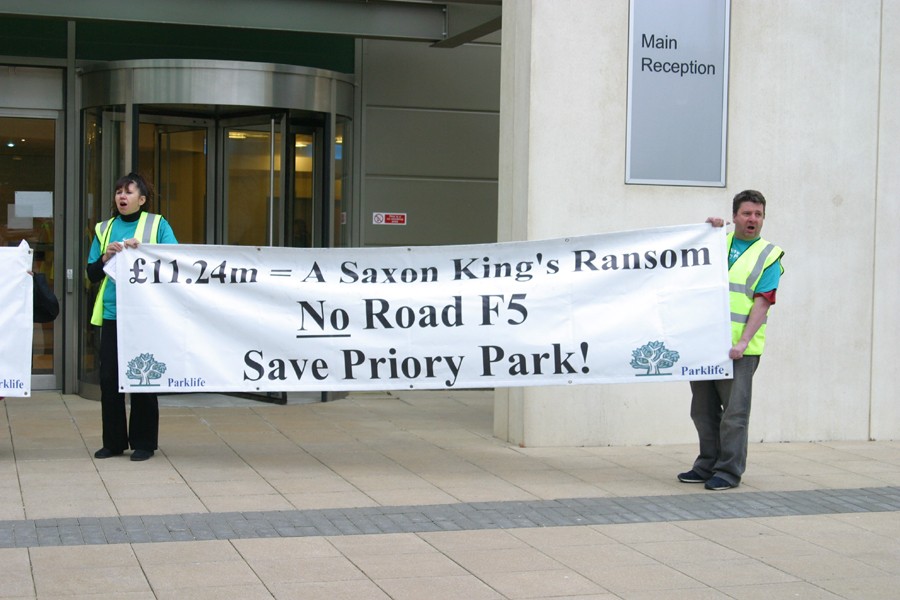 Main
Reception
£11.24m = A Saxon King's Ransom
No Road F5
Save Priory Park!
Parklife
Parklife
rklife